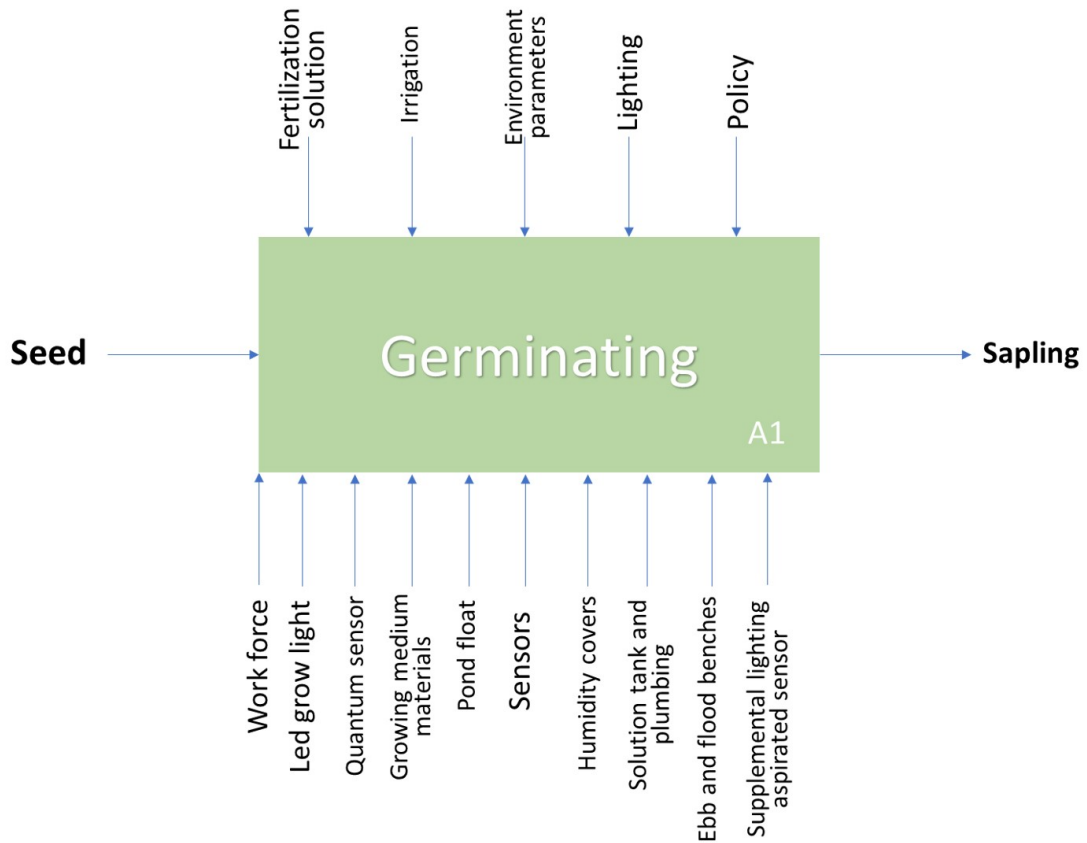 Fertilization
solution
Irrigation
Environment
parameters
Lighting
Policy
Seed
Germinating
A1
Sapling
Work force
Led grow light
Quantum sensor
Growing medium
materials
Pond float
Sensors
Humidity covers
Solution tank and
plumbing
Ebb and flood benches
Supplemental lighting
aspirated sensor